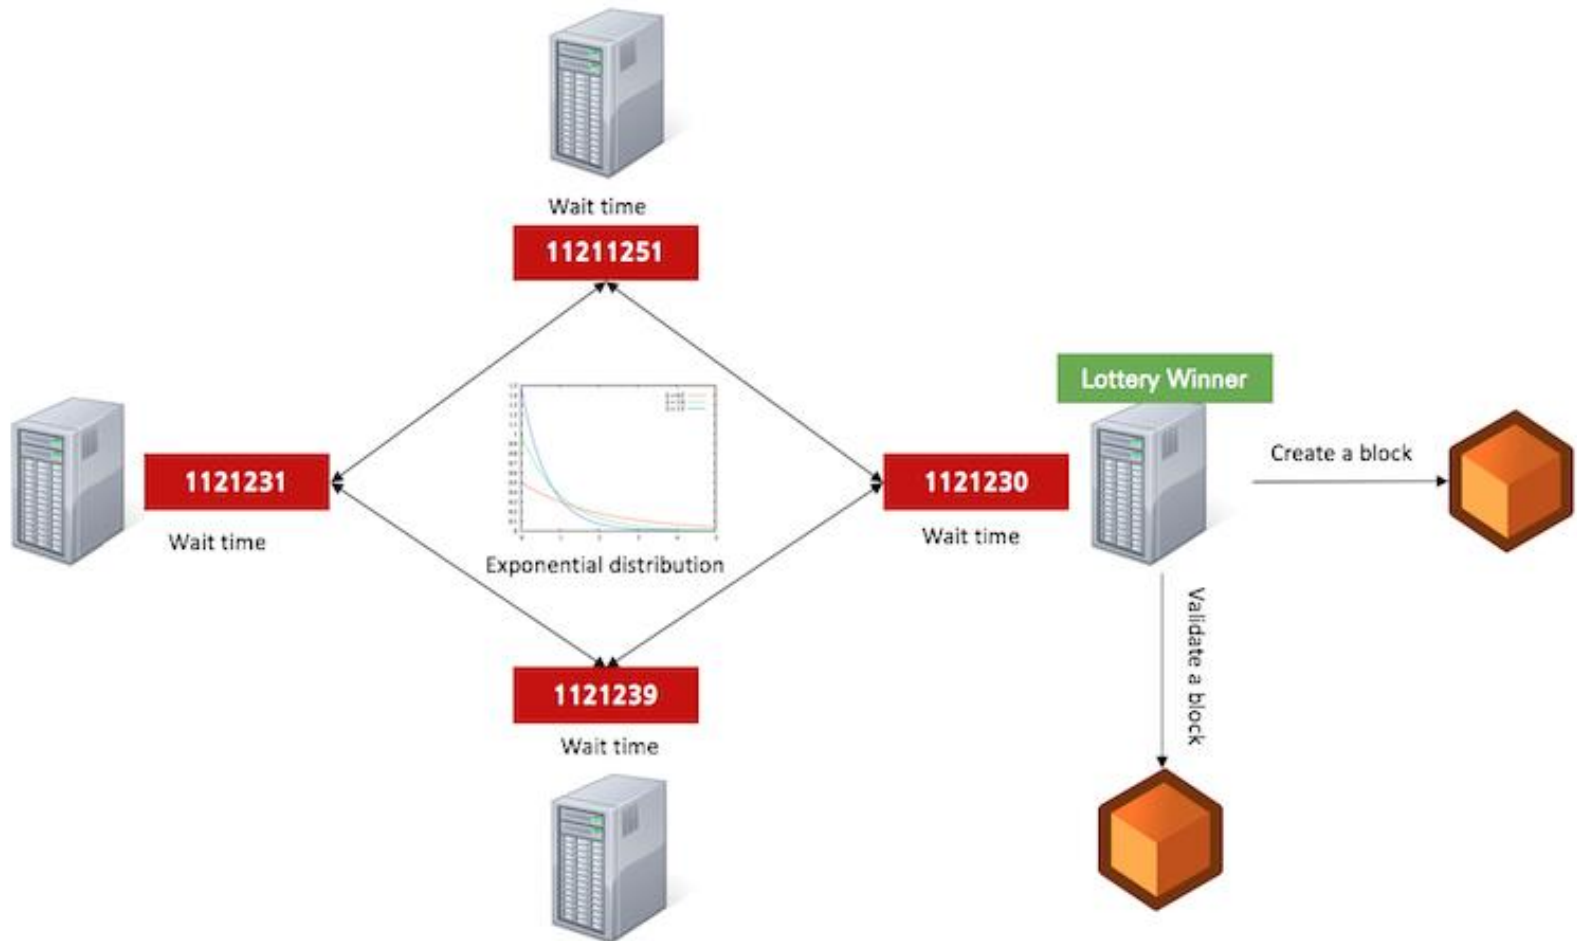 Wait time
11211251
Lottery Winner
Create a block
1121231
Wait time
1121230
Wait time
Exponential distribution
Validate a block
1121239
Wait time